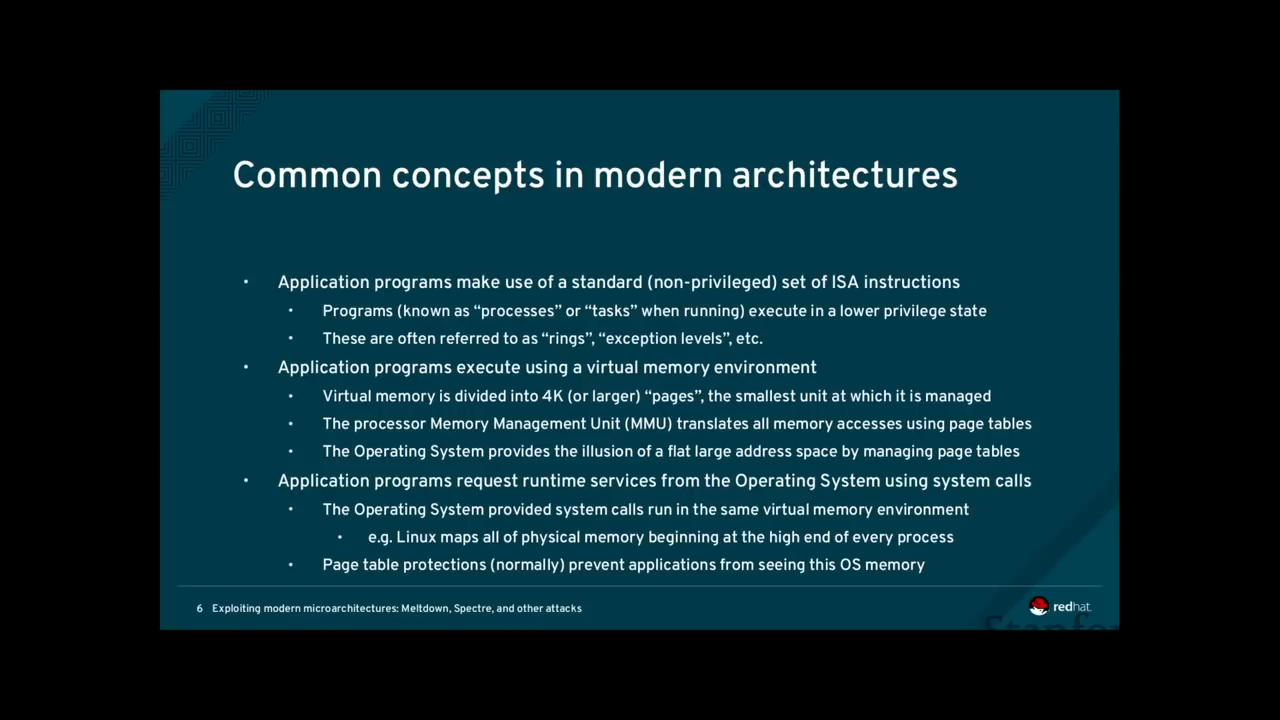 Common concepts in modern architectures
• Application programs make use of a standard (non-privileged) set of ISA instructions
• Programs (known as “processes” or “tasks” when running) execute in a lower privilege state
• These are often referred to as “rings”, “exception levels”, etc.
• Application programs execute using a virtual memory environment
• Virtual memory is divided into 4K (or larger) “pages”, the smallest unit at which it is managed
• The processor Memory Management Unit (MMU) translates all memory accesses using page tables
• The Operating System provides the illusion of a flat large address space by managing page tables
• Application programs request runtime services from the Operating System using system calls
• The Operating System provided system calls run in the same virtual memory environment
• e.g. Linux maps all of physical memory beginning at the high end of every process
• Page table protections (normally) prevent applications from seeing this OS memory
6 Exploiting modern microarchitectures: Meltdown, Spectre, and other attacks
redhat.